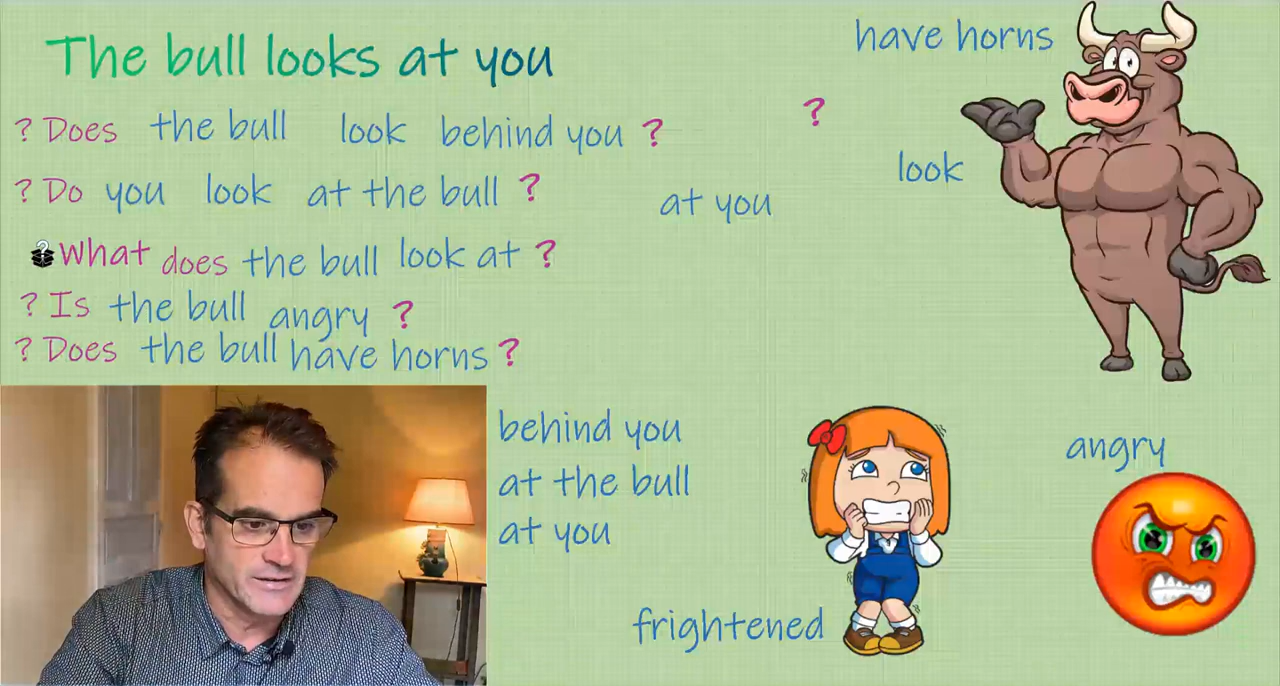 The bull looks at you
? Does the bull look behind you ?
? Do you look at the bull ?
What does the bull look at ?
? Is the bull angry ?
? Does the bull have horns ?
have horns
?
look
at you
behind you
at the bull
at you
frightened
angry